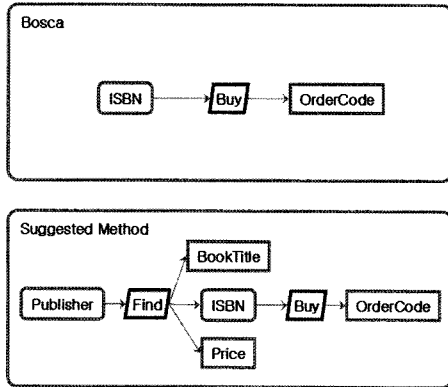 Bosca
ISBN Buy OrderCode
Suggested Method
BookTitle
Publisher Find ISBN Buy OrderCode
Price